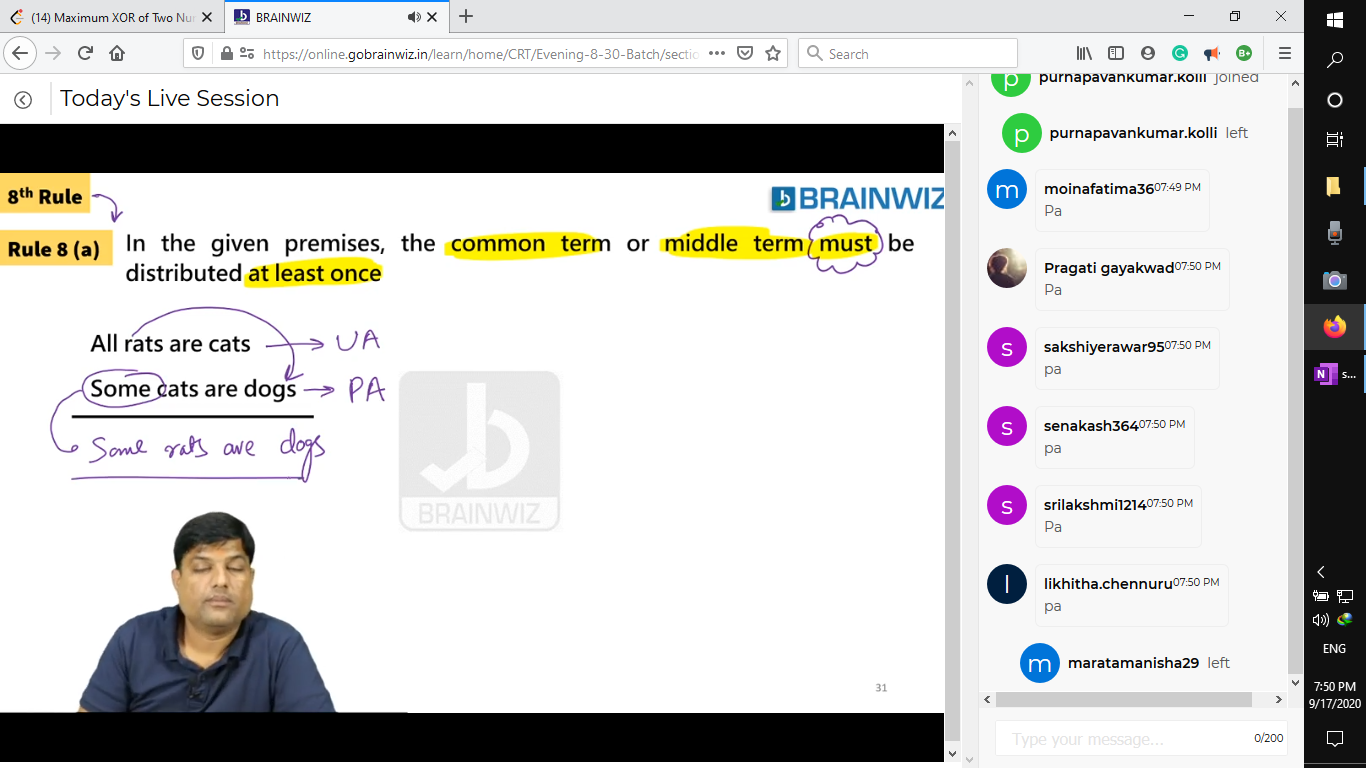 (14) Maximum XOR of Two Nu
BRAINWIZ
https://online.gobrainwiz.in/learn/home/CRT/Evening-8-30-Batch/sectio
Search
Today's Live Session
8th Rule
BRAINWIZ
Rule 8 (a)
In the given premises, the common term or middle term must be
distributed at least once
All rats are cats → UA
Some cats are dogs → PA
Some rats are dogs
BRAINWIZ
31
purnapavankumar.kolli joined
p
purnapavankumar.kolli left
p
moinafatima36 07:49 PM
m
Pa
Pragati gayakwad 07:50 PM
Pa
sakshiyerawar95 07:50 PM
s
pa
senakash364 07:50 PM
s
pa
srilakshmi1214 07:50 PM
s
Pa
likhitha.chennuru 07:50 PM
l
pa
maratamanisha29 left
m
Type your message...
0/200
N
s...
ENG
7:50 PM
9/17/2020